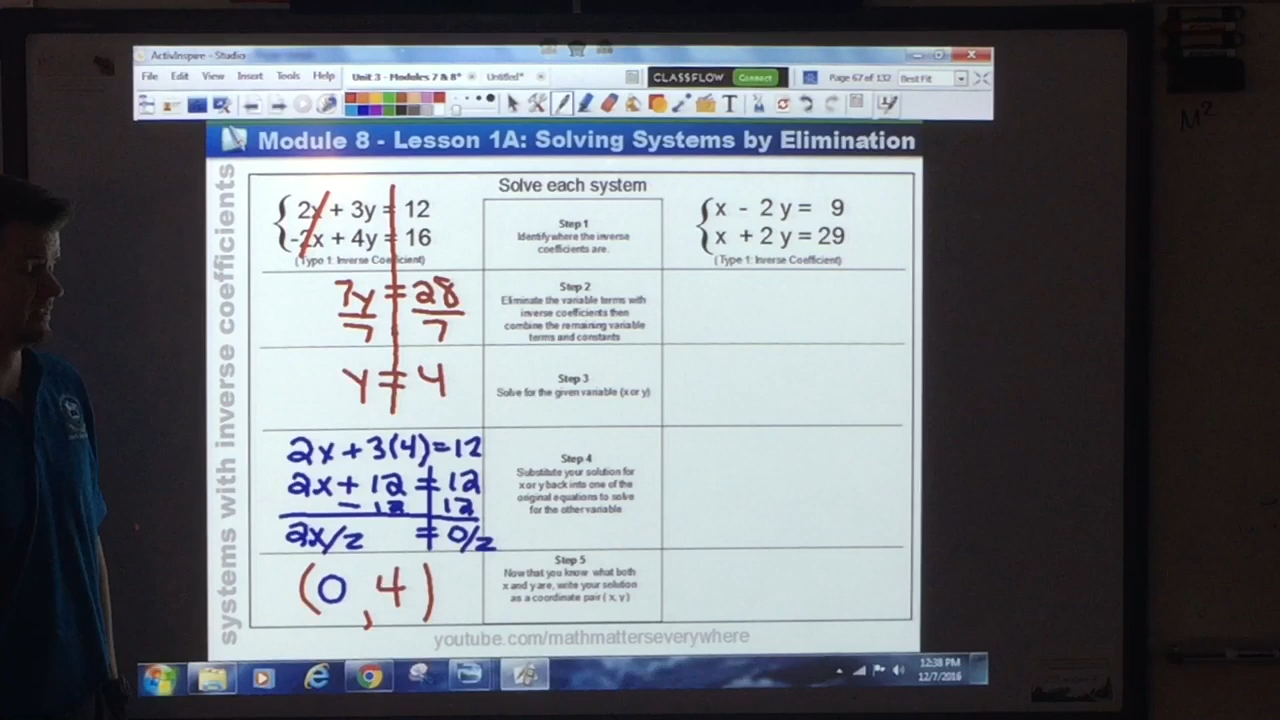 ActivInspire - Studio
File Edit View Insert Tools Help Unit 3 - Modules 7 & 8* Untitled* CLASSFLOW Connect Page 67 of 132 Best Fit
Module 8 - Lesson 1A: Solving Systems by Elimination
systems with inverse coefficients
Solve each system
2x + 3y = 12
-2x + 4y = 16
(Type 1: Inverse Coefficient)
7y = 28
7 7
y = 4
2x + 3(4) = 12
2x + 12 = 12
- 12 12
2x/2 = 0/2
(0, 4)
Step 1
Identify where the inverse
coefficients are.
Step 2
Eliminate the variable terms with
inverse coefficients then
combine the remaining variable
terms and constants
Step 3
Solve for the given variable (x or y)
Step 4
Substitute your solution for
x or y back into one of the
original equations to solve
for the other variable
Step 5
Now that you know what both
x and y are, write your solution
as a coordinate pair ( x, y )
x - 2y = 9
x + 2y = 29
(Type 1: Inverse Coefficient)
youtube.com/mathmatterseverywhere
12:38 PM
12/7/2016
M²